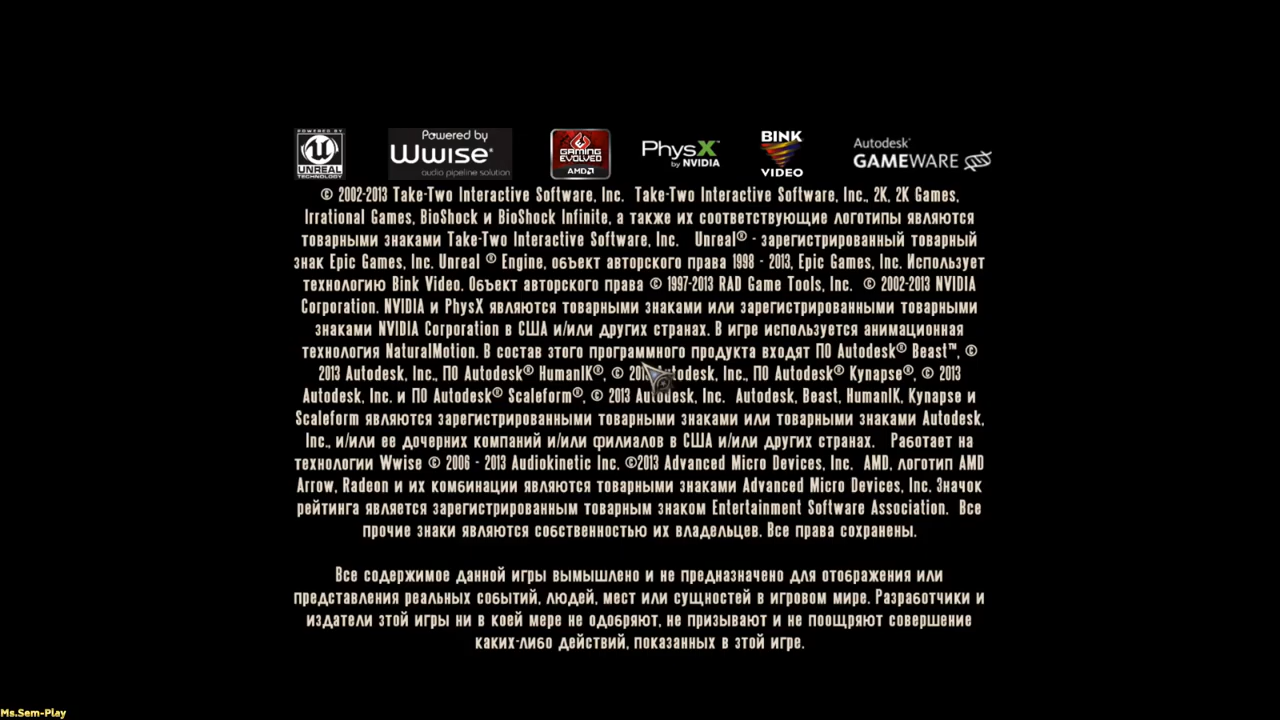 POWERED BY
UNREAL
TECHNOLOGY
Powered by
Wwise®
audio pipeline solution
GAMING
EVOLVED
AMD
PhysX
by NVIDIA
BINK
VIDEO
Autodesk®
GAMEWARE
© 2002-2013 Take-Two Interactive Software, Inc. Take-Two Interactive Software, Inc., 2K, 2K Games,
Irrational Games, BioShock и BioShock Infinite, а также их соответствующие логотипы являются
товарными знаками Take-Two Interactive Software, Inc. Unreal® - зарегистрированный товарный
знак Epic Games, Inc. Unreal ® Engine, объект авторского права 1998 - 2013, Epic Games, Inc. Использует
технологию Bink Video. Объект авторского права © 1997-2013 RAD Game Tools, Inc. © 2002-2013 NVIDIA
Corporation. NVIDIA и PhysX являются товарными знаками или зарегистрированными товарными
знаками NVIDIA Corporation в США и/или других странах. В игре используется анимационная
технология NaturalMotion. В состав этого программного продукта входят ПО Autodesk® Beast™, ©
2013 Autodesk, Inc., ПО Autodesk® HumanIK®, © 2013 Autodesk, Inc., ПО Autodesk® Kynapse®, © 2013
Autodesk, Inc. и ПО Autodesk® Scaleform®, © 2013 Autodesk, Inc. Autodesk, Beast, HumanIK, Kynapse и
Scaleform являются зарегистрированными товарными знаками или товарными знаками Autodesk,
Inc., и/или ее дочерних компаний и/или филиалов в США и/или других странах. Работает на
технологии Wwise © 2006 - 2013 Audiokinetic Inc. ©2013 Advanced Micro Devices, Inc. AMD, логотип AMD
Arrow, Radeon и их комбинации являются товарными знаками Advanced Micro Devices, Inc. Значок
рейтинга является зарегистрированным товарным знаком Entertainment Software Association. Все
прочие знаки являются собственностью их владельцев. Все права сохранены.
Все содержимое данной игры вымышлено и не предназначено для отображения или
представления реальных событий, людей, мест или сущностей в игровом мире. Разработчики и
издатели этой игры ни в коей мере не одобряют, не призывают и не поощряют совершение
каких-либо действий, показанных в этой игре.
Ms.Sem-Play